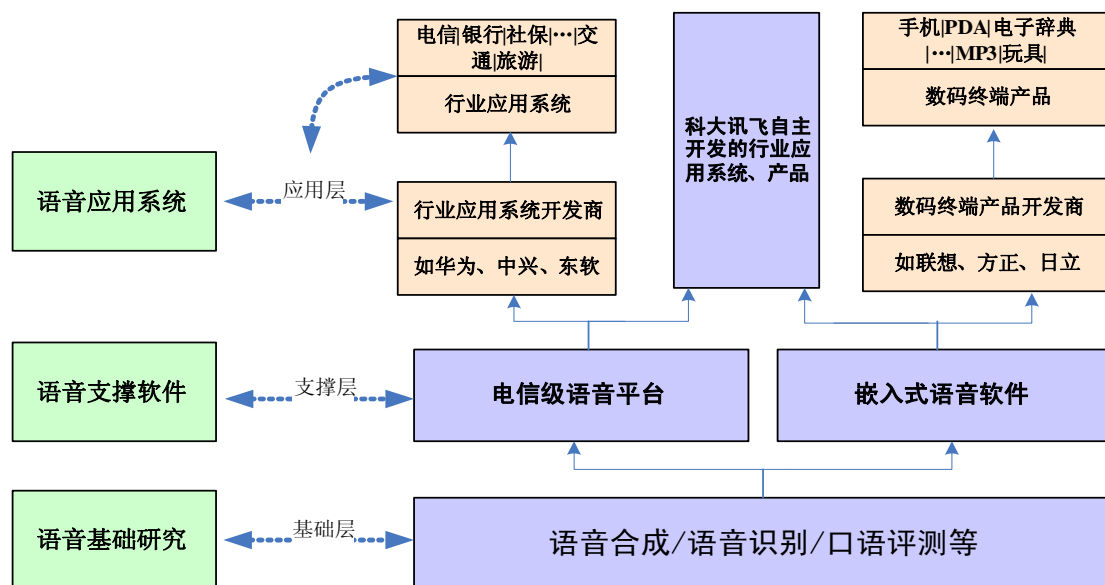 电信|银行|社保|…|交
通|旅游|
行业应用系统
手机|PDA|电子辞典
|…|MP3|玩具|
数码终端产品
科大讯飞自主
开发的行业应
用系统、产品
语音应用系统
应用层
行业应用系统开发商
如华为、中兴、东软
数码终端产品开发商
如联想、方正、日立
语音支撑软件
支撑层
电信级语音平台
嵌入式语音软件
语音基础研究
基础层
语音合成/语音识别/口语评测等